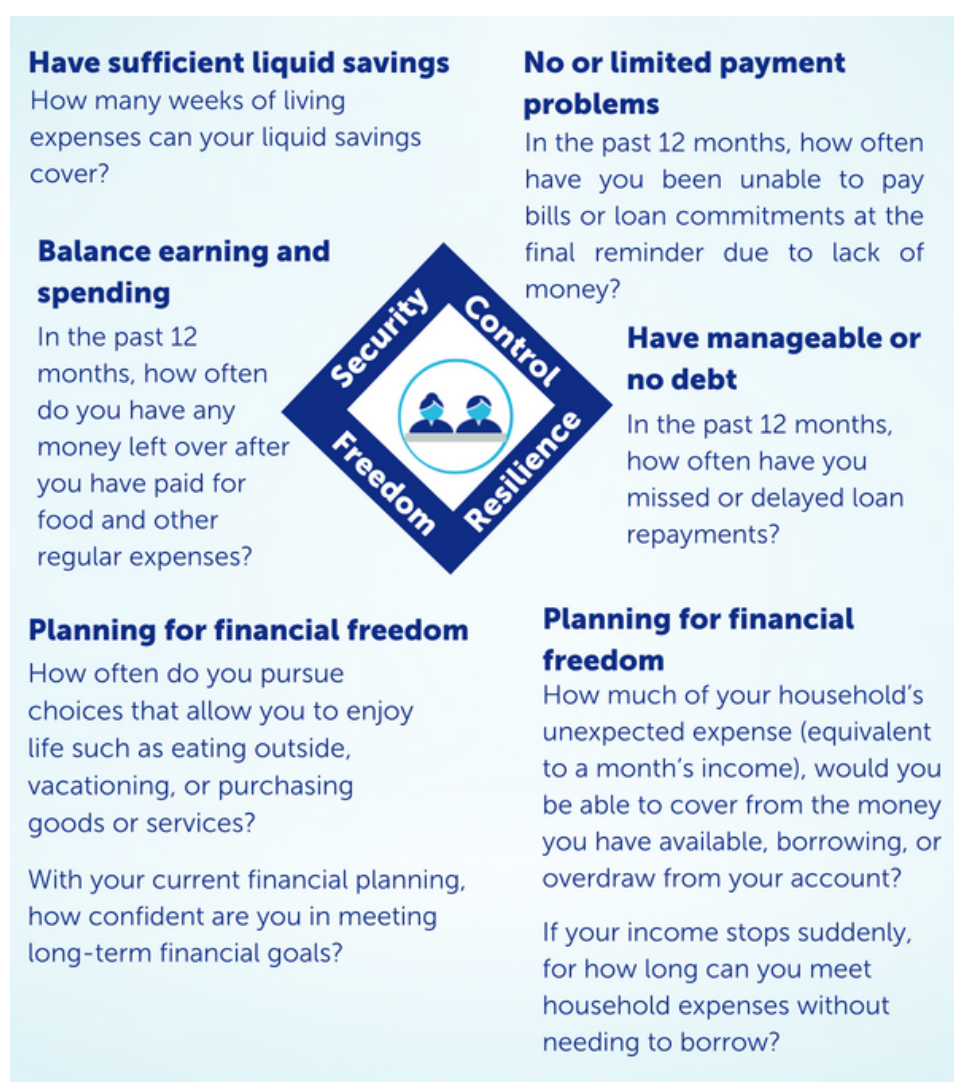 Have sufficient liquid savings
How many weeks of living
expenses can your liquid savings
cover?
Balance earning and
spending
In the past 12
months, how often
do you have any
money left over after
you have paid for
food and other
regular expenses?
Security
Control
Freedom
Resilience
No or limited payment
problems
In the past 12 months, how often
have you been unable to pay
bills or loan commitments at the
final reminder due to lack of
money?
Have manageable or
no debt
In the past 12 months,
how often have you
missed or delayed loan
repayments?
Planning for financial freedom
How often do you pursue
choices that allow you to enjoy
life such as eating outside,
vacationing, or purchasing
goods or services?
With your current financial planning,
how confident are you in meeting
long-term financial goals?
Planning for financial
freedom
How much of your household’s
unexpected expense (equivalent
to a month’s income), would you
be able to cover from the money
you have available, borrowing, or
overdraw from your account?
If your income stops suddenly,
for how long can you meet
household expenses without
needing to borrow?